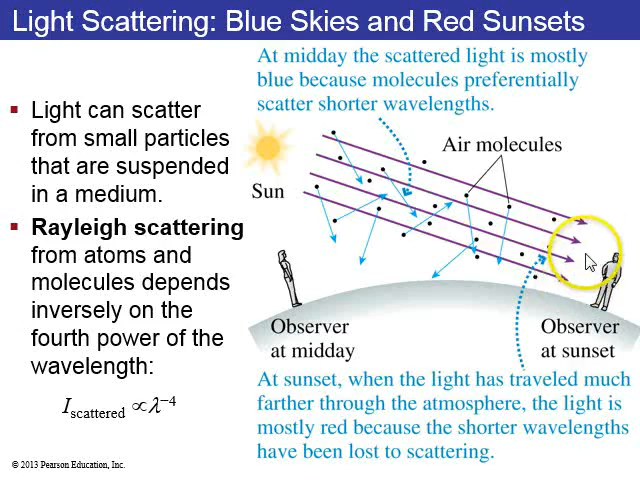 Light Scattering: Blue Skies and Red Sunsets
▪ Light can scatter
from small particles
that are suspended
in a medium.
▪ Rayleigh scattering
from atoms and
molecules depends
inversely on the
fourth power of the
wavelength:
I scattered ∝ λ⁻⁴
At midday the scattered light is mostly
blue because molecules preferentially
scatter shorter wavelengths.
Air molecules
Sun
Observer
at midday
Observer
at sunset
At sunset, when the light has traveled much
farther through the atmosphere, the light is
mostly red because the shorter wavelengths
have been lost to scattering.
© 2013 Pearson Education, Inc.